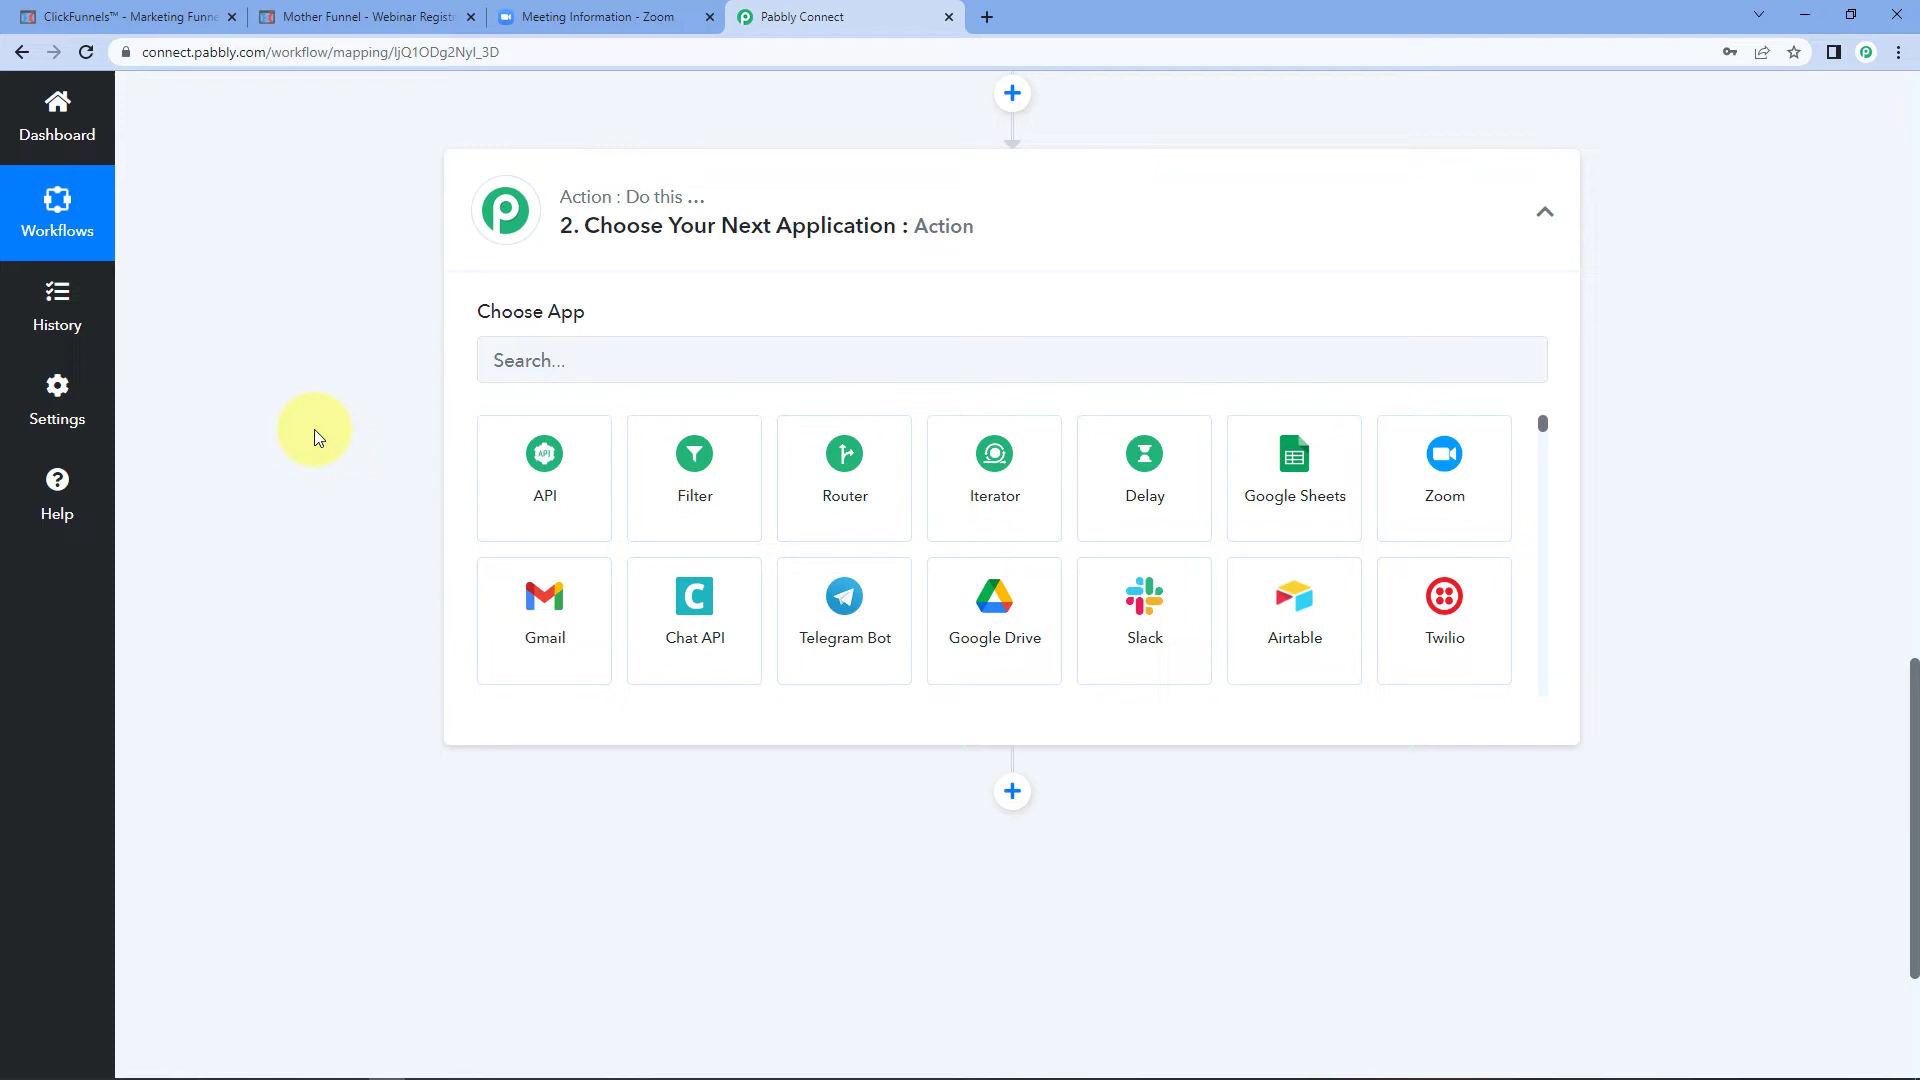 ClickFunnels™ - Marketing Funne
Mother Funnel - Webinar Registr
Meeting Information - Zoom
Pabbly Connect
connect.pabbly.com/workflow/mapping/IjQ1ODg2NyI_3D
Dashboard
Workflows
History
Settings
Help
Action : Do this ...
2. Choose Your Next Application : Action
Choose App
Search...
API
Filter
Router
Iterator
Delay
Google Sheets
Zoom
Gmail
Chat API
Telegram Bot
Google Drive
Slack
Airtable
Twilio